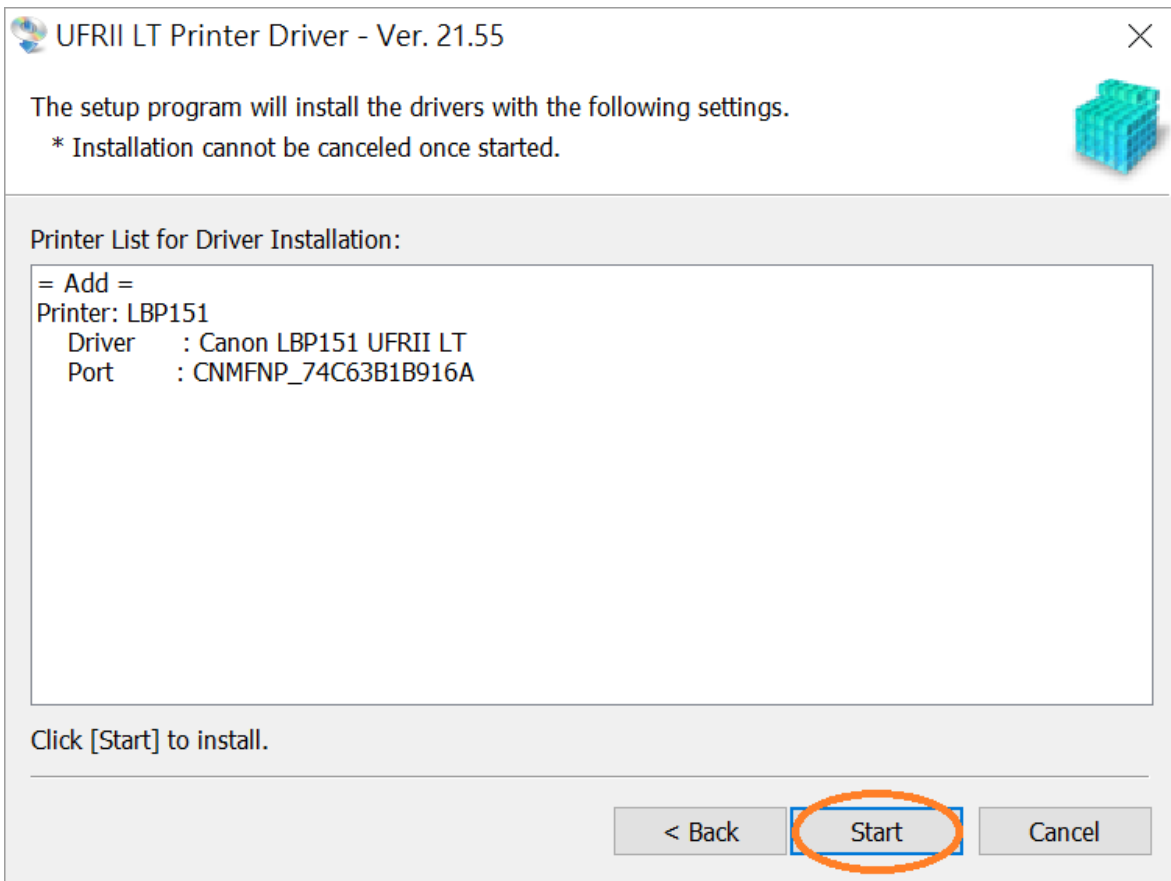 UFRII LT Printer Driver - Ver. 21.55
The setup program will install the drivers with the following settings.
* Installation cannot be canceled once started.
Printer List for Driver Installation:
= Add =
Printer: LBP151
Driver : Canon LBP151 UFRII LT
Port : CNMFNP_74C63B1B916A
Click [Start] to install.
< Back Start Cancel